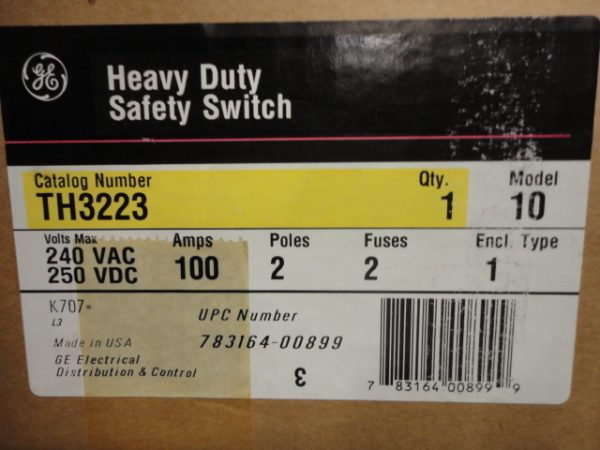 GE
Heavy Duty
Safety Switch
Catalog Number Qty. Model
TH3223 1 10
Volts Max Amps Poles Fuses Encl. Type
240 VAC
250 VDC 100 2 2 1
K707=
L3
UPC Number
Made in USA 783164-00899
GE Electrical
Distribution & Control
ε
7 83164 00899 9